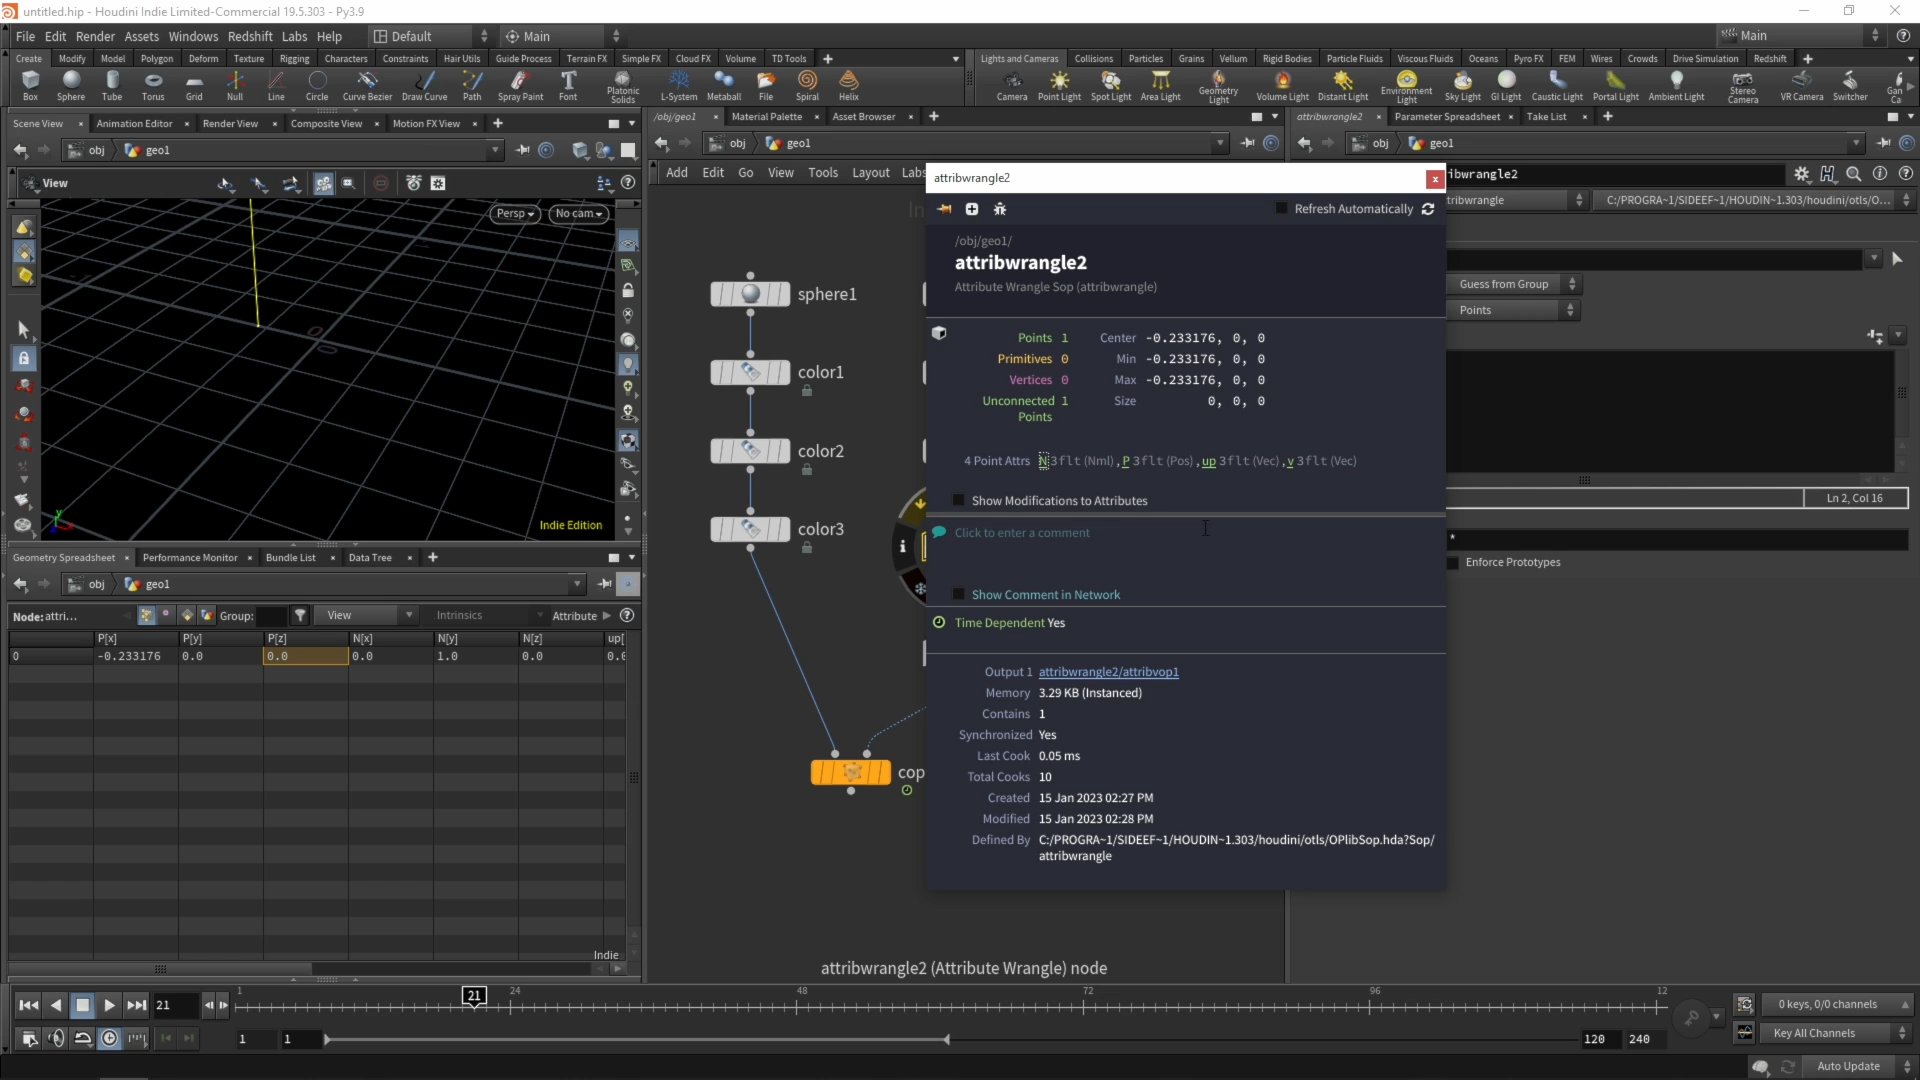 untitled.hip - Houdini Indie Limited-Commercial 19.5.303 - Py3.9
File Edit Render Assets Windows Redshift Labs Help Default Main Main
Create Modify Model Polygon Deform Texture Rigging Characters Constraints Hair Utils Guide Process Terrain FX Simple FX Cloud FX Volume TD Tools
Lights and Cameras Collisions Particles Grains Vellum Rigid Bodies Particle Fluids Viscous Fluids Oceans Pyro FX FEM Wires Crowds Drive Simulation Redshift
Box Sphere Tube Torus Grid Null Line Circle Curve Bezier Draw Curve Path Spray Paint Font Platonic Solids L-System Metaball File Spiral Helix
Camera Point Light Spot Light Area Light Geometry Light Volume Light Distant Light Environment Light Sky Light GI Light Caustic Light Portal Light Ambient Light Stereo Camera VR Camera Switcher Gan Ca
Scene View Animation Editor Render View Composite View Motion FX View
/obj/geo1 Material Palette Asset Browser
attribwrangle2 Parameter Spreadsheet Take List
obj geo1
obj geo1
obj geo1
View
Persp No cam
Indie Edition
Add Edit Go View Tools Layout Labs
In
sphere1
color1
color2
color3
cop
attribwrangle2 (Attribute Wrangle) node
attribwrangle2
Refresh Automatically
/obj/geo1/
attribwrangle2
Attribute Wrangle Sop (attribwrangle)
Points 1 Center -0.233176, 0, 0
Primitives 0 Min -0.233176, 0, 0
Vertices 0 Max -0.233176, 0, 0
Unconnected 1 Size 0, 0, 0
Points
4 Point Attrs N 3flt (Nml), P 3flt (Pos), up 3flt (Vec), v 3flt (Vec)
Show Modifications to Attributes
Click to enter a comment
Show Comment in Network
Time Dependent Yes
Output 1 attribwrangle2/attribvop1
Memory 3.29 KB (Instanced)
Contains 1
Synchronized Yes
Last Cook 0.05 ms
Total Cooks 10
Created 15 Jan 2023 02:27 PM
Modified 15 Jan 2023 02:28 PM
Defined By C:/PROGRA~1/SIDEEF~1/HOUDIN~1.303/houdini/otls/OPlibSop.hda?Sop/
attribwrangle
ibwrangle2
tribwrangle C:/PROGRA~1/SIDEEF~1/HOUDIN~1.303/houdini/otls/O...
Guess from Group
Points
Ln 2, Col 16
*
Enforce Prototypes
Geometry Spreadsheet Performance Monitor Bundle List Data Tree
obj geo1
Node: attri... Group: View Intrinsics Attribute
P[x] P[y] P[z] N[x] N[y] N[z] up[
0 -0.233176 0.0 0.0 0.0 1.0 0.0 0.0
Indie
21 1 21 24 48 72 96 12
0 keys, 0/0 channels
1 1 120 240
Key All Channels
Auto Update